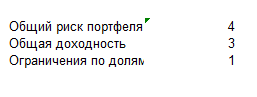 Общий риск портфеля 4
Общая доходность 3
Ограничения по долям 1